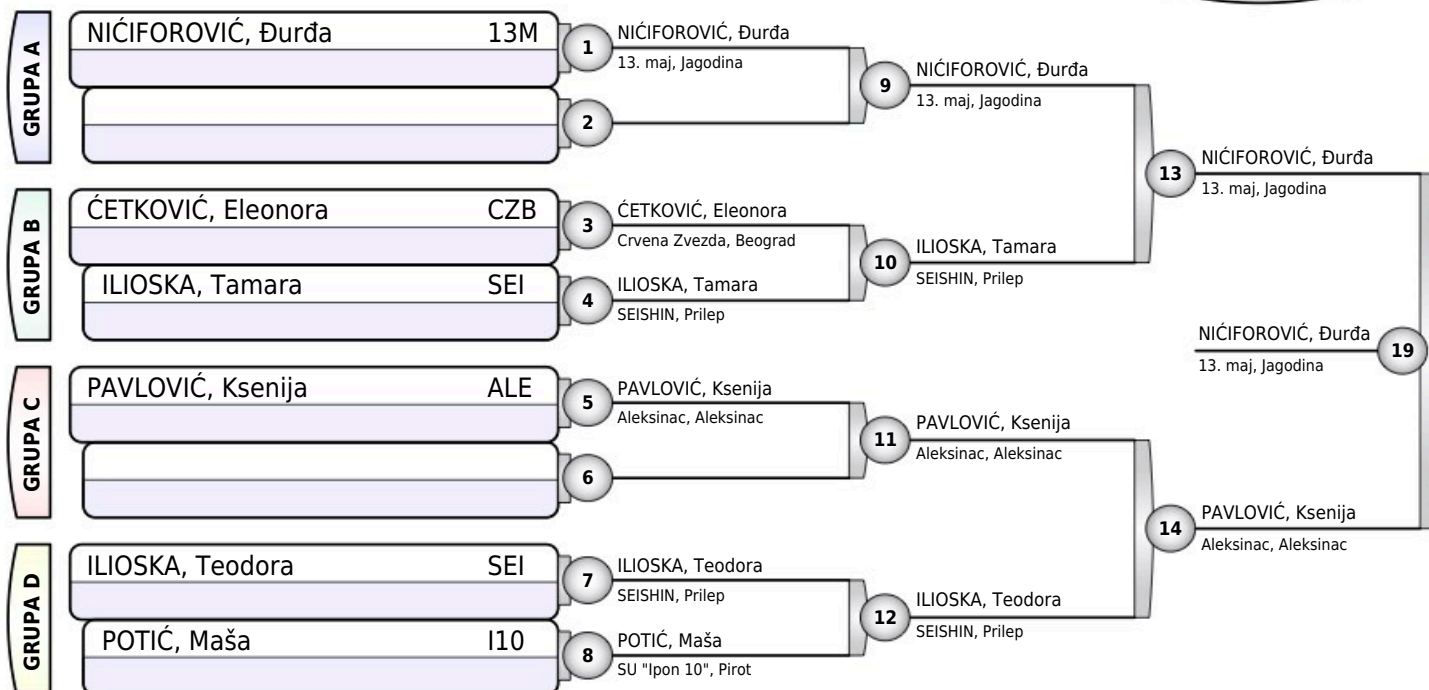 GRUPA A
NIĆIFOROVIĆ, Đurđa 13M
1
NIĆIFOROVIĆ, Đurđa
13. maj, Jagodina
2
9
NIĆIFOROVIĆ, Đurđa
13. maj, Jagodina
GRUPA B
ĆETKOVIĆ, Eleonora CZB
3
ĆETKOVIĆ, Eleonora
Crvena Zvezda, Beograd
ILIOSKA, Tamara SEI
4
ILIOSKA, Tamara
SEISHIN, Prilep
10
ILIOSKA, Tamara
SEISHIN, Prilep
13
NIĆIFOROVIĆ, Đurđa
13. maj, Jagodina
GRUPA C
PAVLOVIĆ, Ksenija ALE
5
PAVLOVIĆ, Ksenija
Aleksinac, Aleksinac
6
11
PAVLOVIĆ, Ksenija
Aleksinac, Aleksinac
GRUPA D
ILIOSKA, Teodora SEI
7
ILIOSKA, Teodora
SEISHIN, Prilep
POTIĆ, Maša I10
8
POTIĆ, Maša
SU "Ipon 10", Pirot
12
ILIOSKA, Teodora
SEISHIN, Prilep
14
PAVLOVIĆ, Ksenija
Aleksinac, Aleksinac
NIĆIFOROVIĆ, Đurđa
13. maj, Jagodina
19